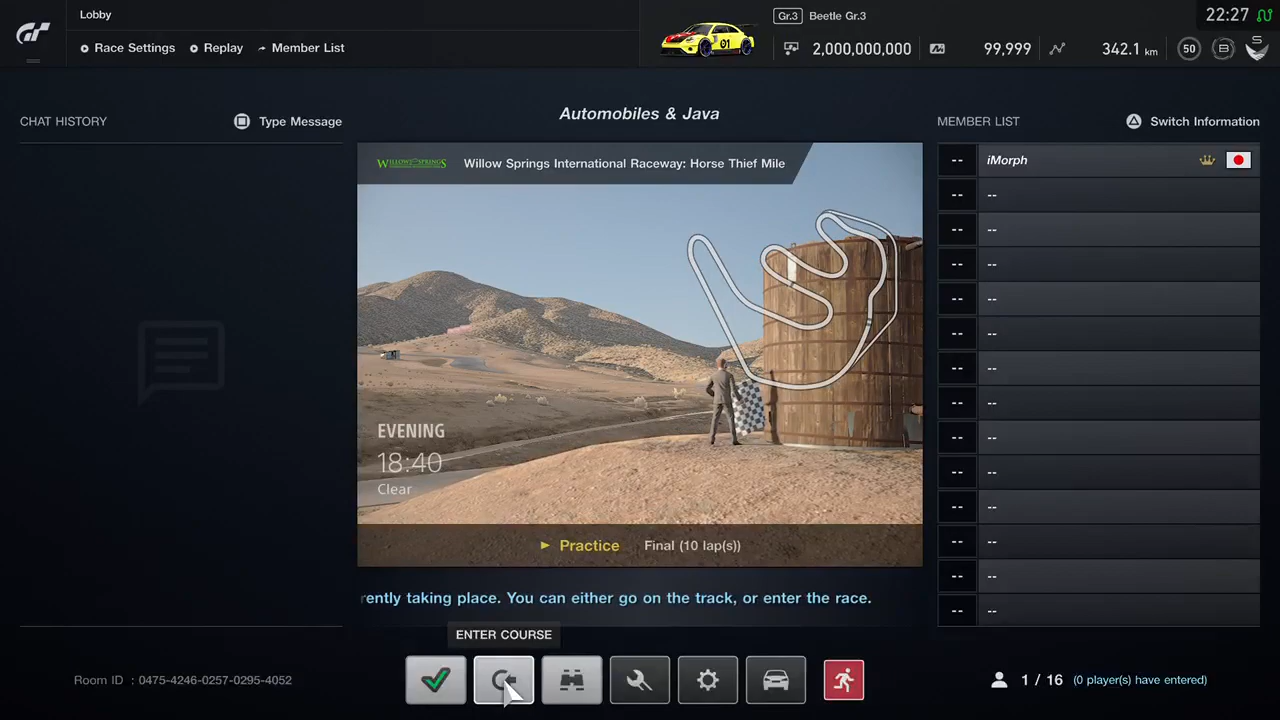 Lobby
Race Settings
Replay
Member List
Gr.3 Beetle Gr.3
01
2,000,000,000
99,999
342.1 km
50
B
S
22:27
CHAT HISTORY
Type Message
Automobiles & Java
MEMBER LIST
Switch Information
WILLOW SPRINGS
Willow Springs International Raceway: Horse Thief Mile
EVENING
18:40
Clear
Practice Final (10 lap(s))
rently taking place. You can either go on the track, or enter the race.
ENTER COURSE
-- iMorph
-- --
-- --
-- --
-- --
-- --
-- --
-- --
-- --
-- --
-- --
-- --
-- --
-- --
Room ID : 0475-4246-0257-0295-4052
1 / 16 (0 player(s) have entered)